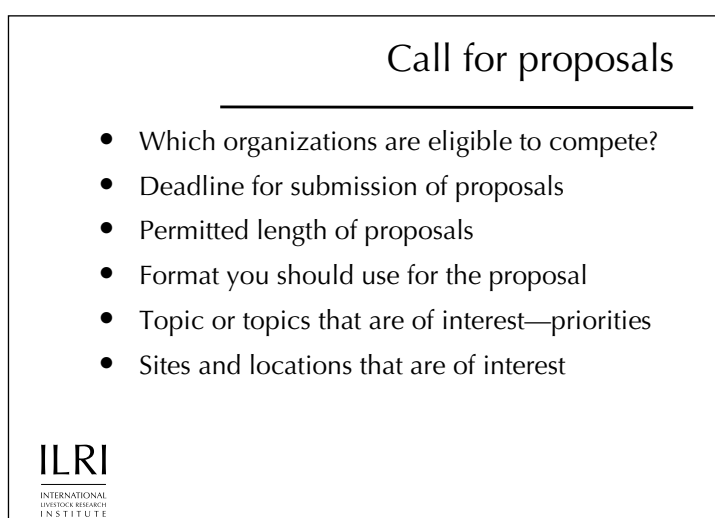 Call for proposals
• Which organizations are eligible to compete?
• Deadline for submission of proposals
• Permitted length of proposals
• Format you should use for the proposal
• Topic or topics that are of interest—priorities
• Sites and locations that are of interest
ILRI
INTERNATIONAL
LIVESTOCK RESEARCH
INSTITUTE